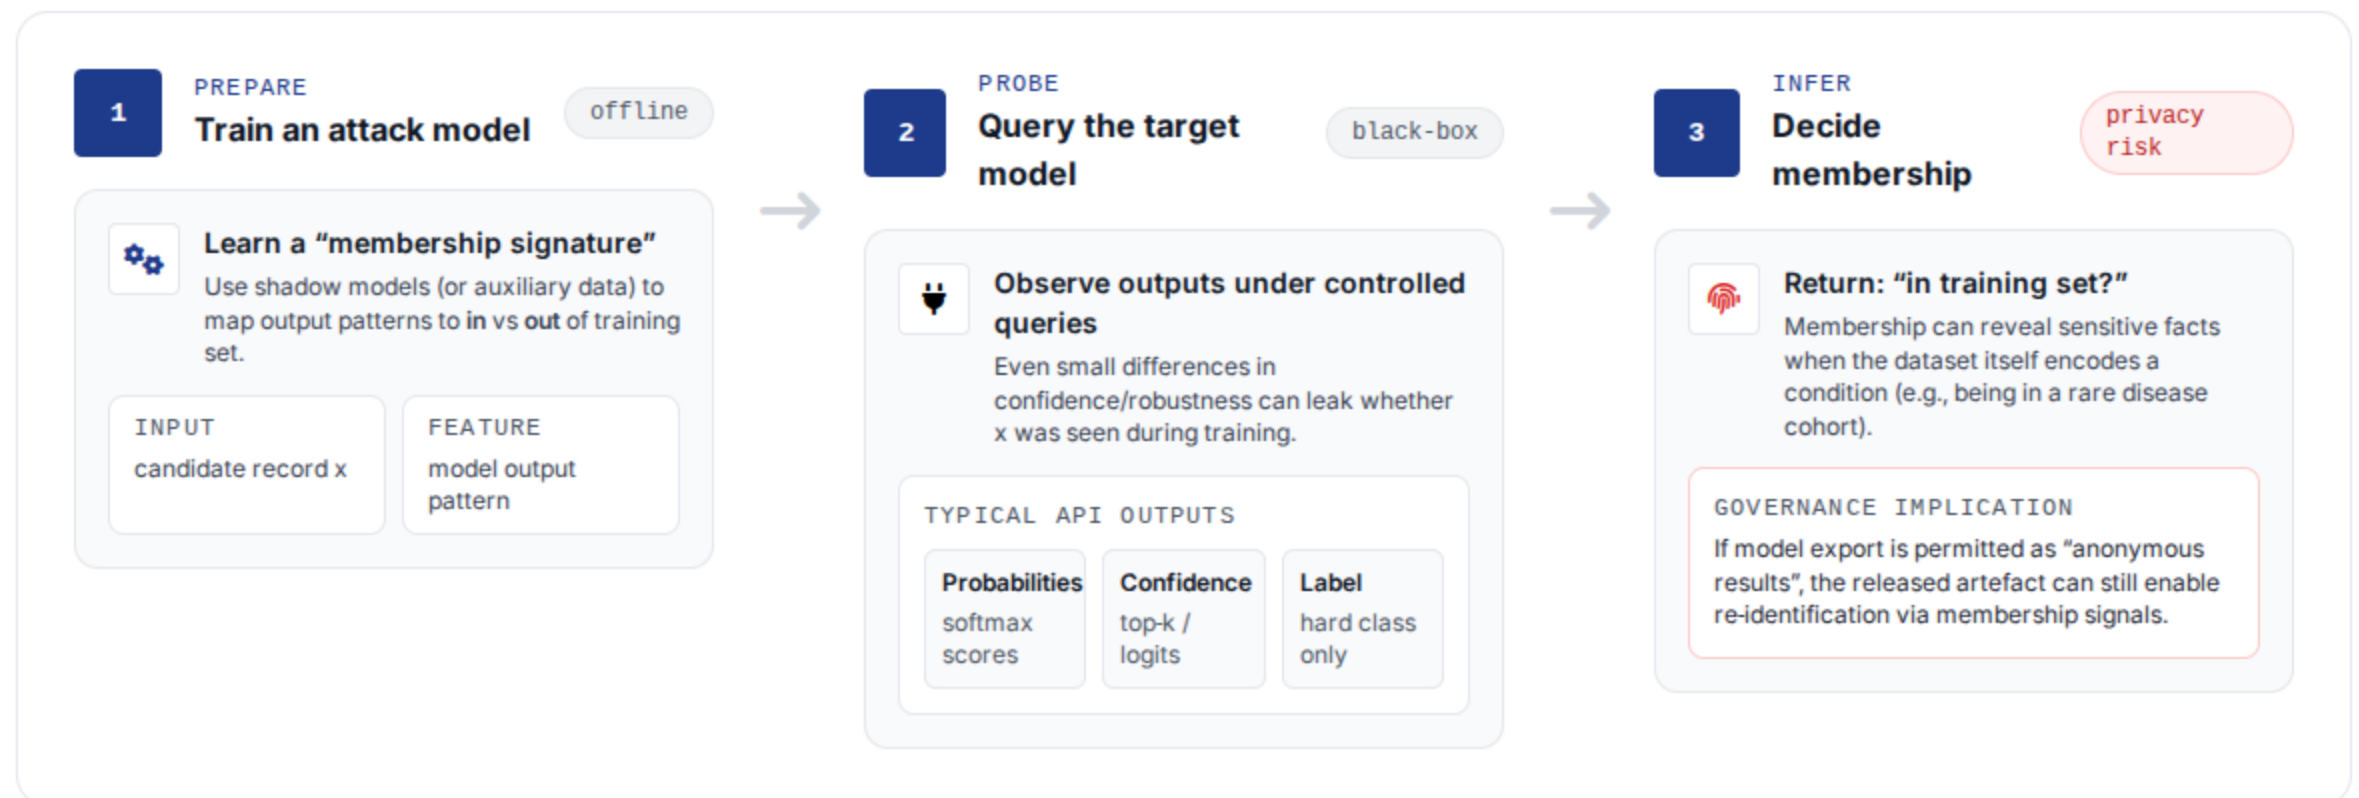 1
PREPARE
Train an attack model
offline
Learn a “membership signature”
Use shadow models (or auxiliary data) to
map output patterns to in vs out of training
set.
INPUT
candidate record x
FEATURE
model output
pattern
2
PROBE
Query the target
model
black-box
Observe outputs under controlled
queries
Even small differences in
confidence/robustness can leak whether
x was seen during training.
TYPICAL API OUTPUTS
Probabilities
softmax
scores
Confidence
top-k /
logits
Label
hard class
only
3
INFER
Decide
membership
privacy
risk
Return: “in training set?”
Membership can reveal sensitive facts
when the dataset itself encodes a
condition (e.g., being in a rare disease
cohort).
GOVERNANCE IMPLICATION
If model export is permitted as “anonymous
results”, the released artefact can still enable
re-identification via membership signals.